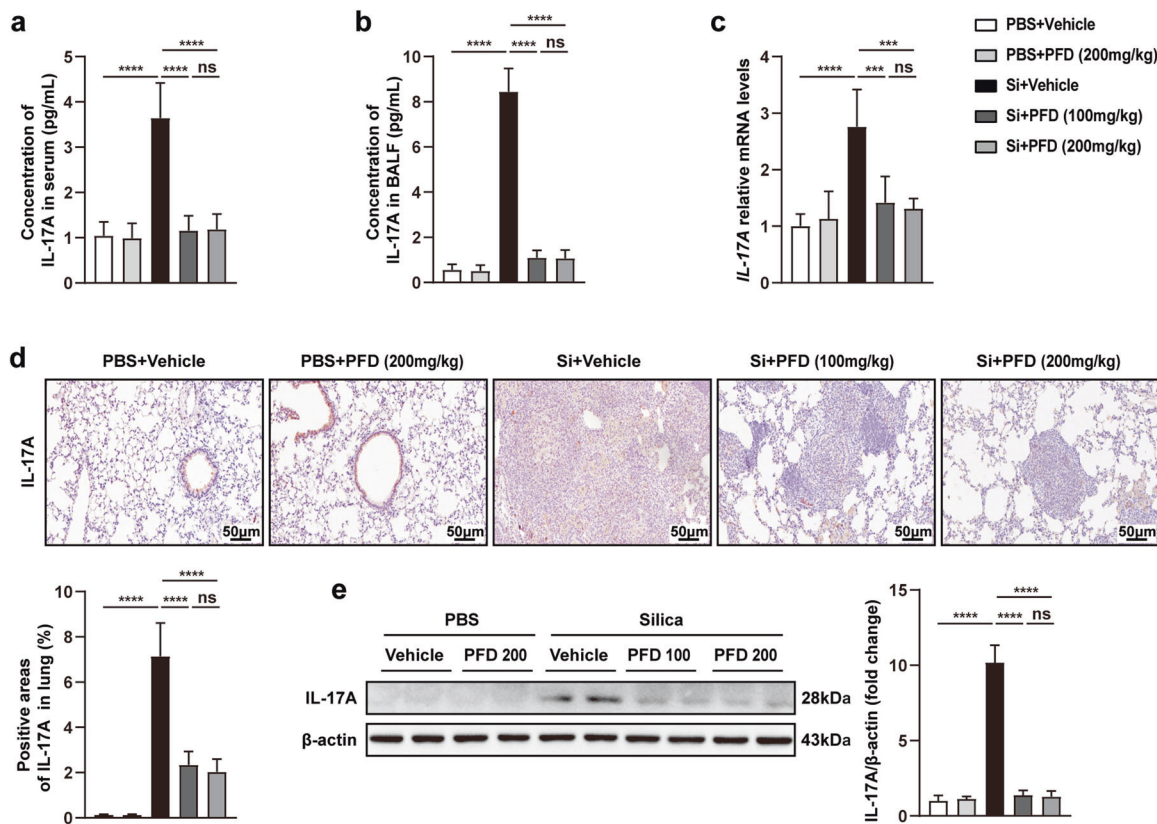 a
Concentration of
IL-17A in serum (pg/mL)
0
1
2
3
4
5
6
****
****
****
ns
b
Concentration of
IL-17A in BALF (pg/mL)
0
2
4
6
8
10
****
****
****
ns
c
IL-17A relative mRNA levels
0
1
2
3
4
****
***
***
ns
PBS+Vehicle
PBS+PFD (200mg/kg)
Si+Vehicle
Si+PFD (100mg/kg)
Si+PFD (200mg/kg)
d
PBS+Vehicle PBS+PFD (200mg/kg) Si+Vehicle Si+PFD (100mg/kg) Si+PFD (200mg/kg)
IL-17A
50μm 50μm 50μm 50μm 50μm
Positive areas
of IL-17A in lung (%)
0
2
4
6
8
10
****
****
****
ns
e
PBS Silica
Vehicle PFD 200 Vehicle PFD 100 PFD 200
IL-17A 28kDa
β-actin 43kDa
IL-17A/β-actin (fold change)
0
5
10
15
****
****
****
ns